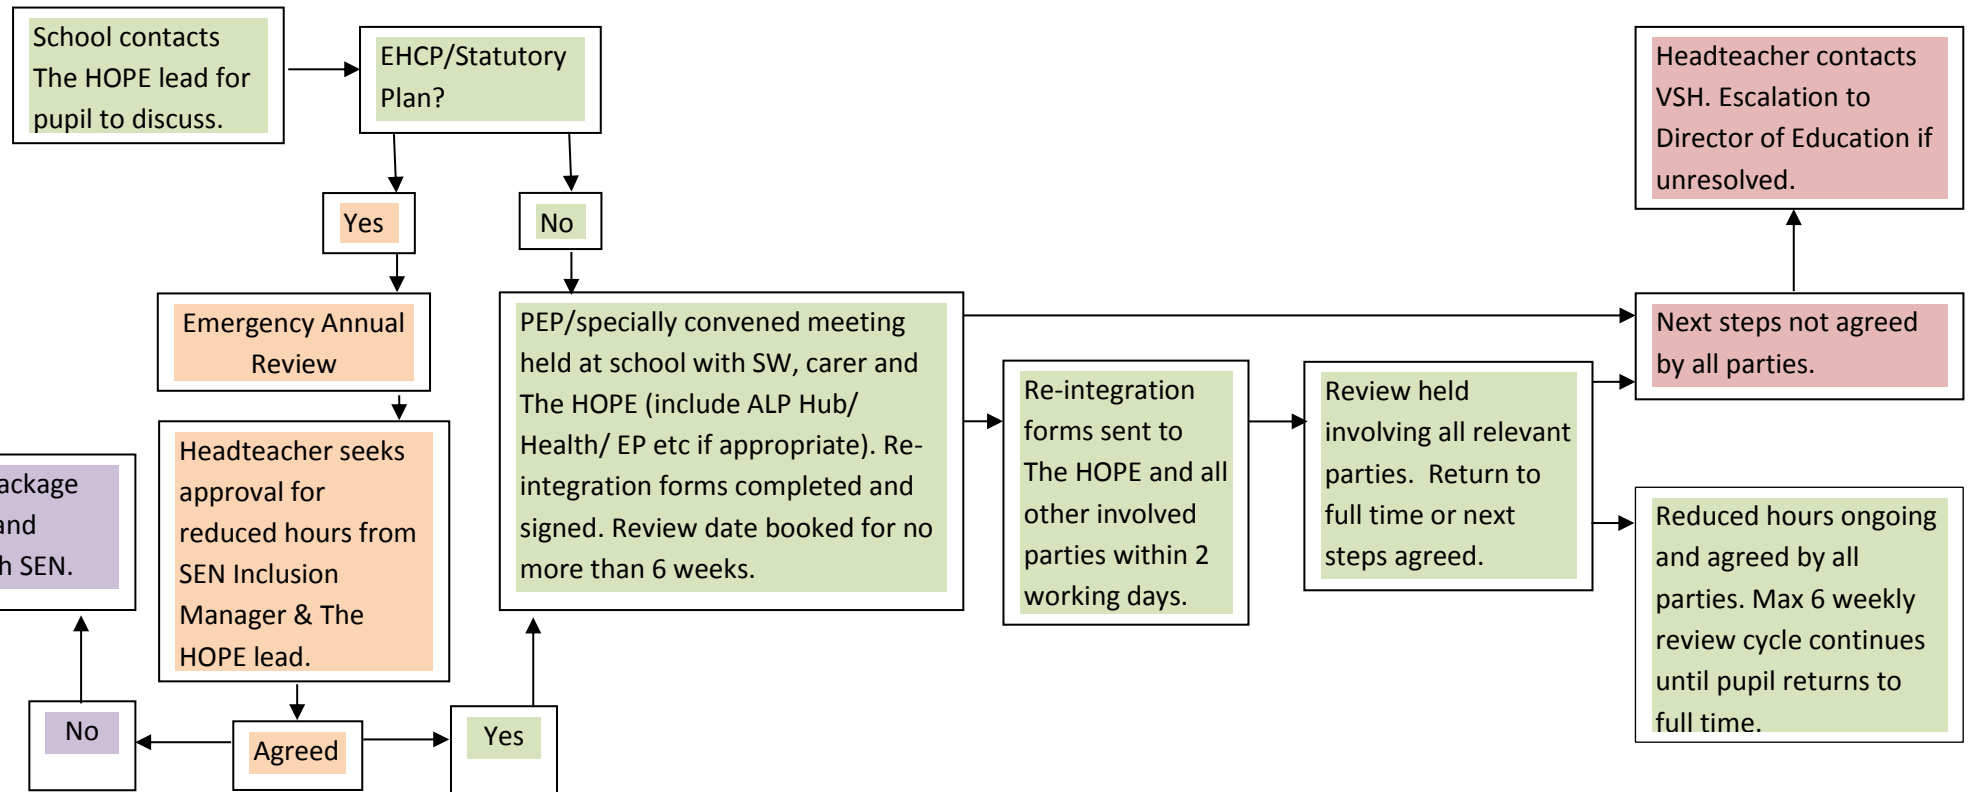 School contacts
The HOPE lead for
pupil to discuss.
EHCP/Statutory
Plan?
Yes
No
Emergency Annual
Review
Headteacher seeks
approval for
reduced hours from
SEN Inclusion
Manager & The
HOPE lead.
Agreed
No
and
SEN.
Yes
PEP/specially convened meeting
held at school with SW, carer and
The HOPE (include ALP Hub/
Health/ EP etc if appropriate). Re-
integration forms completed and
signed. Review date booked for no
more than 6 weeks.
Re-integration
forms sent to
The HOPE and all
other involved
parties within 2
working days.
Review held
involving all relevant
parties.  Return to
full time or next
steps agreed.
Next steps not agreed
by all parties.
Headteacher contacts
VSH. Escalation to
Director of Education if
unresolved.
Reduced hours ongoing
and agreed by all
parties. Max 6 weekly
review cycle continues
until pupil returns to
full time.